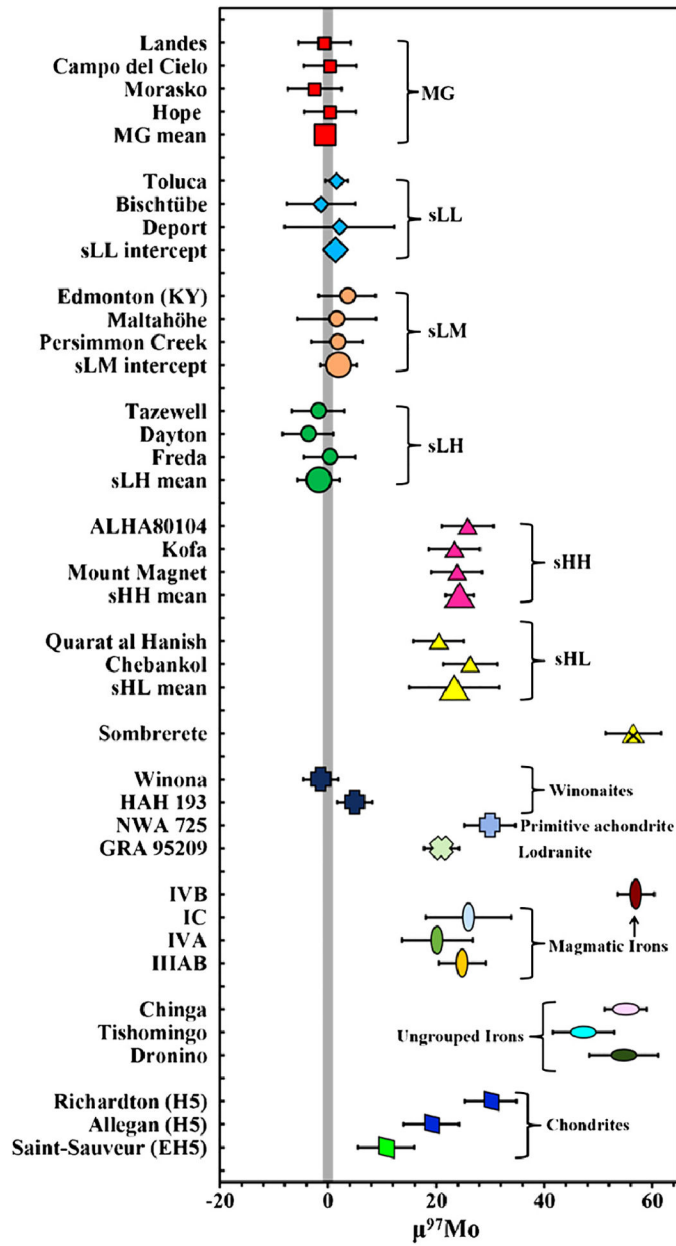 Landes
Campo del Cielo
Morasko
Hope
MG mean
MG
Toluca
Bischtübe
Deport
sLL intercept
sLL
Edmonton (KY)
Maltahöhe
Persimmon Creek
sLM intercept
sLM
Tazewell
Dayton
Freda
sLH mean
sLH
ALHA80104
Kofa
Mount Magnet
sHH mean
sHH
Quarat al Hanish
Chebankol
sHL mean
sHL
Sombrerete
Winona
HAH 193
Winonaites
NWA 725 Primitive achondrite
GRA 95209 Lodranite
IVB
IC
IVA
IIIAB
Magmatic Irons
Chinga
Tishomingo
Dronino
Ungrouped Irons
Richardton (H5)
Allegan (H5)
Saint-Sauveur (EH5)
Chondrites
-20 0 20 40 60
μ⁹⁷Mo